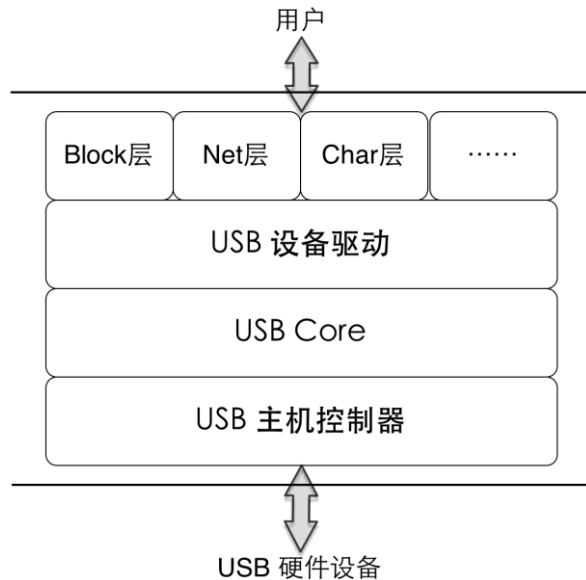 用户
Block层 Net层 Char层 ……
USB 设备驱动
USB Core
USB 主机控制器
USB 硬件设备